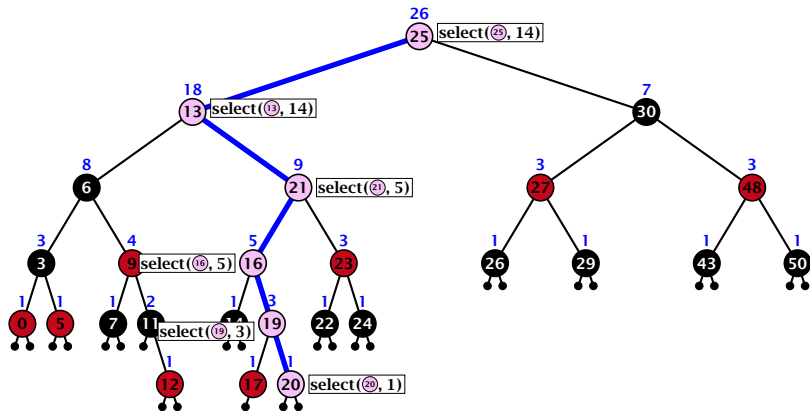 26
25 select(25, 14)
18 7
13 select(13, 14) 30
8 9 3 3
6 21 select(21, 5) 27 48
3 4 5 3 1 1 1 1
3 9 select(16, 5) 16 23 26 29 43 50
1 1 1 2 1 3 1 1
0 5 7 11 select(19, 3) 14 19 22 24
1 1 1
12 17 20 select(20, 1)